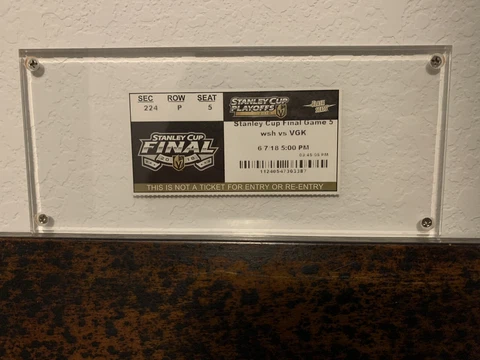 SEC ROW SEAT
224 P 5
STANLEY CUP
PLAYOFFS
STANLEY CUP
FINAL
Stanley Cup Final Game 5
wsh vs VGK
6 7 18 5:00 PM
THIS IS NOT A TICKET FOR ENTRY OR RE-ENTRY